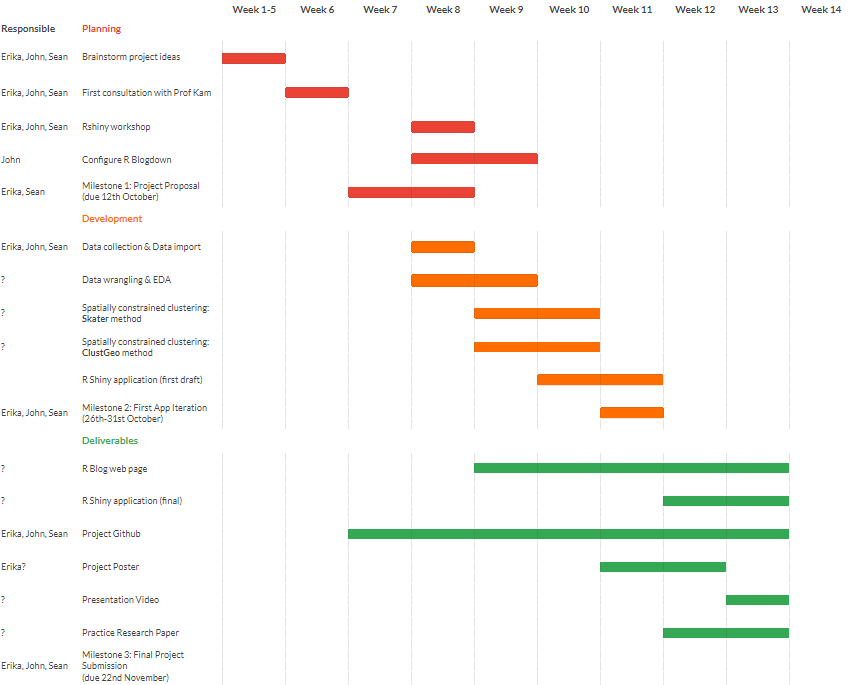 Week 1-5 Week 6 Week 7 Week 8 Week 9 Week 10 Week 11 Week 12 Week 13 Week 14
Responsible Planning
Erika, John, Sean Brainstorm project ideas
Erika, John, Sean First consultation with Prof Kam
Erika, John, Sean Rshiny workshop
John Configure R Blogdown
Erika, Sean Milestone 1: Project Proposal
(due 12th October)
Development
Erika, John, Sean Data collection & Data import
? Data wrangling & EDA
? Spatially constrained clustering:
Skater method
? Spatially constrained clustering:
ClustGeo method
R Shiny application (first draft)
Erika, John, Sean Milestone 2: First App Iteration
(26th-31st October)
Deliverables
? R Blog web page
? R Shiny application (final)
Erika, John, Sean Project Github
Erika? Project Poster
? Presentation Video
? Practice Research Paper
Erika, John, Sean Milestone 3: Final Project
Submission
(due 22nd November)